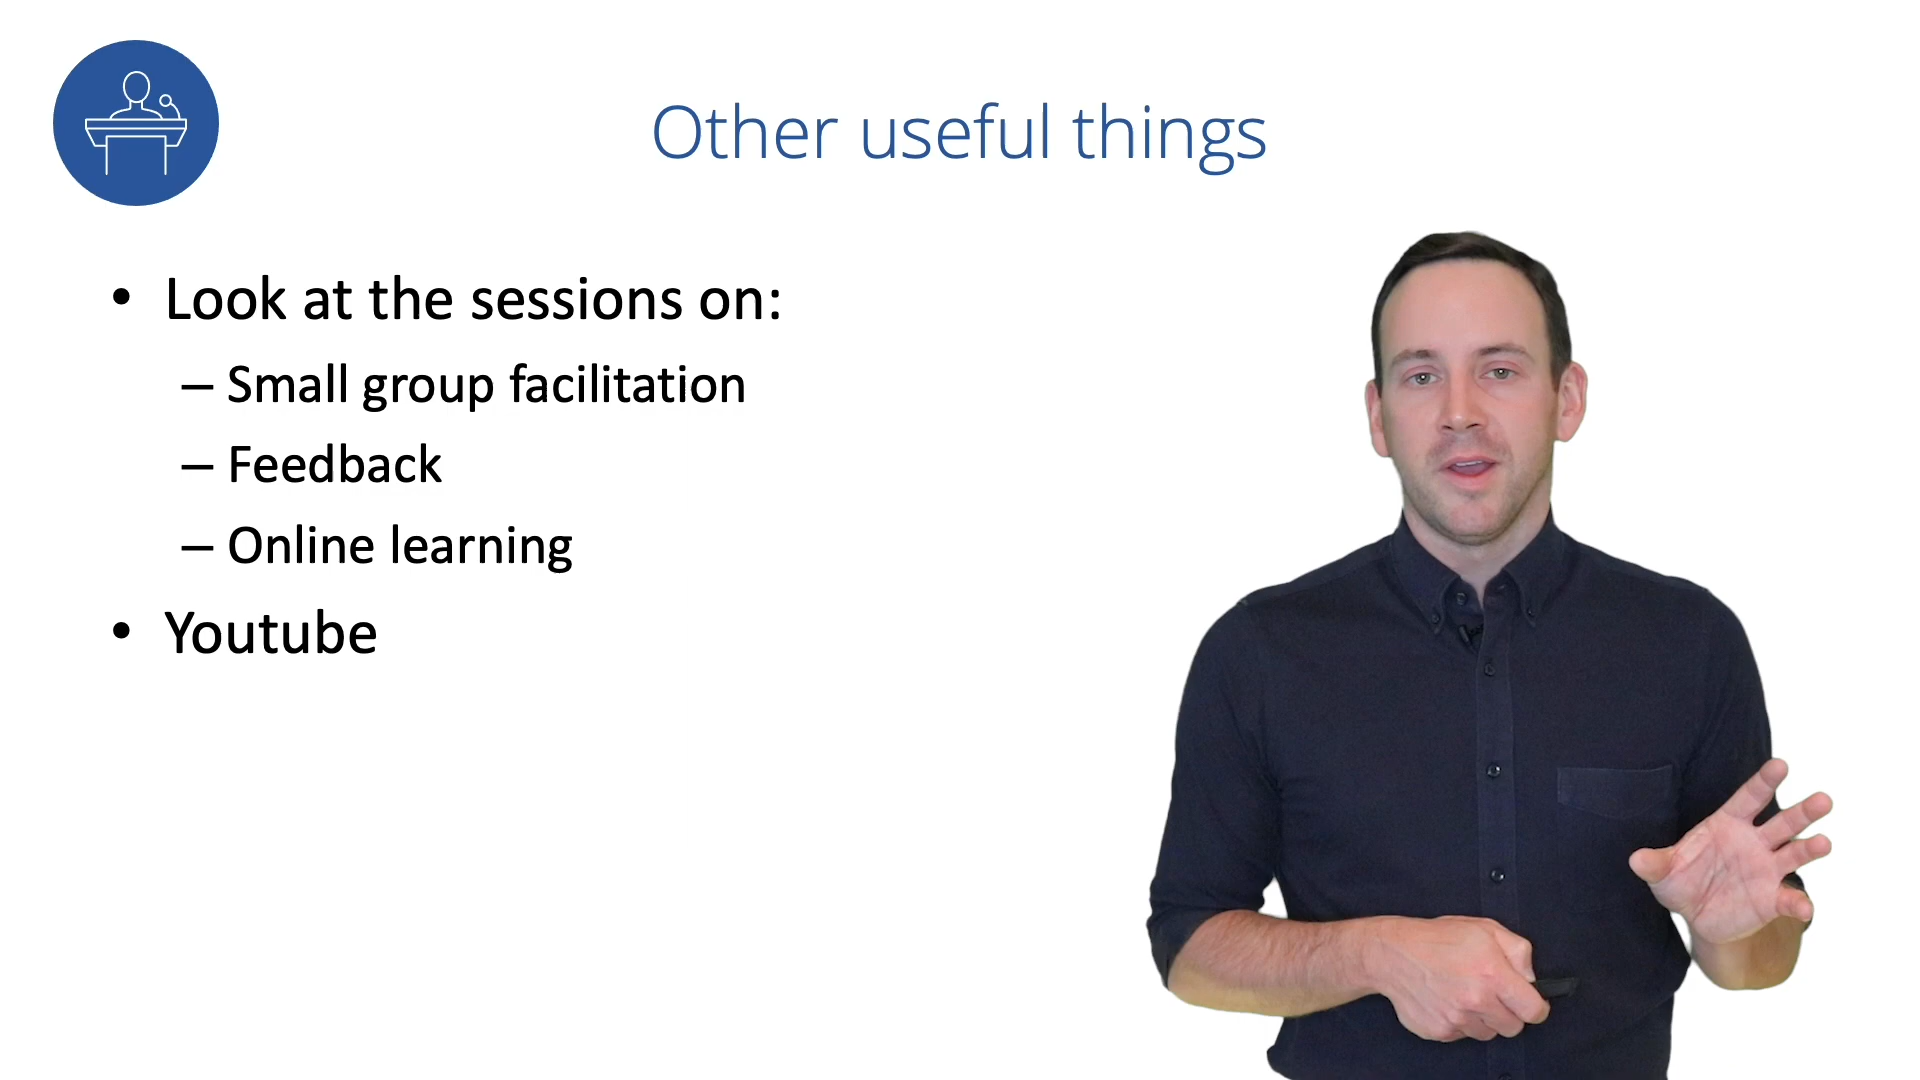 Other useful things
• Look at the sessions on:
– Small group facilitation
– Feedback
– Online learning
• Youtube